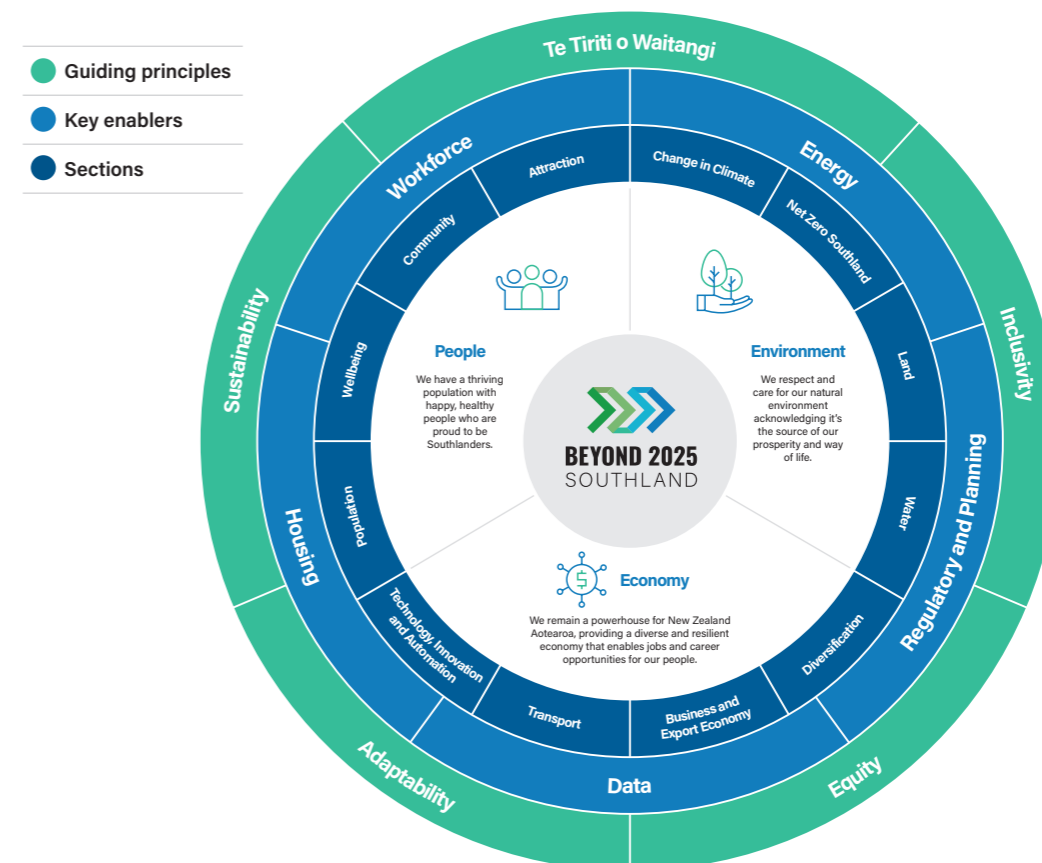 Guiding principles
Key enablers
Sections
Te Tiriti o Waitangi
Inclusivity
Equity
Adaptability
Sustainability
Workforce
Energy
Regulatory and Planning
Data
Housing
Attraction
Change in Climate
Net Zero Southland
Land
Water
Diversification
Business and
Export Economy
Transport
Technology, Innovation
and Automation
Population
Wellbeing
Community
People
We have a thriving
population with
happy, healthy
people who are
proud to be
Southlanders.
Environment
We respect and
care for our natural
environment
acknowledging it's
the source of our
prosperity and way
of life.
BEYOND 2025
SOUTHLAND
$
Economy
We remain a powerhouse for New Zealand
Aotearoa, providing a diverse and resilient
economy that enables jobs and career
opportunities for our people.